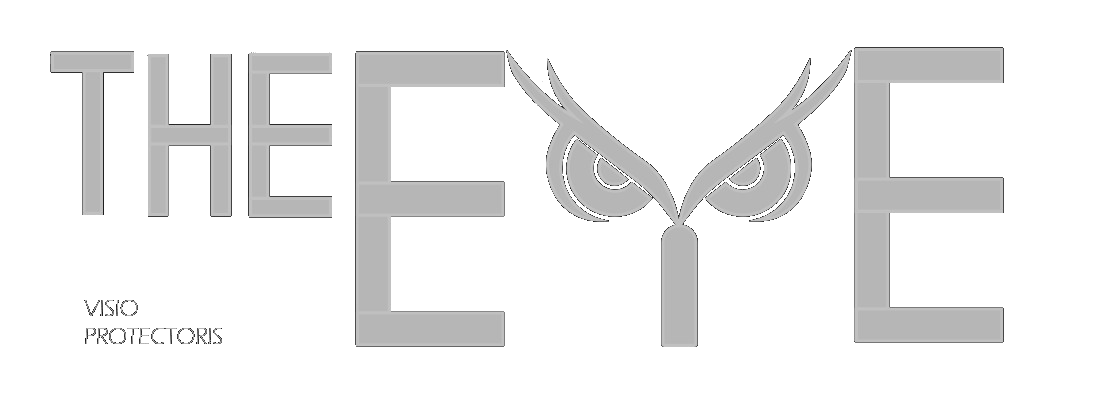 THE EYE
VISIO
PROTECTORIS